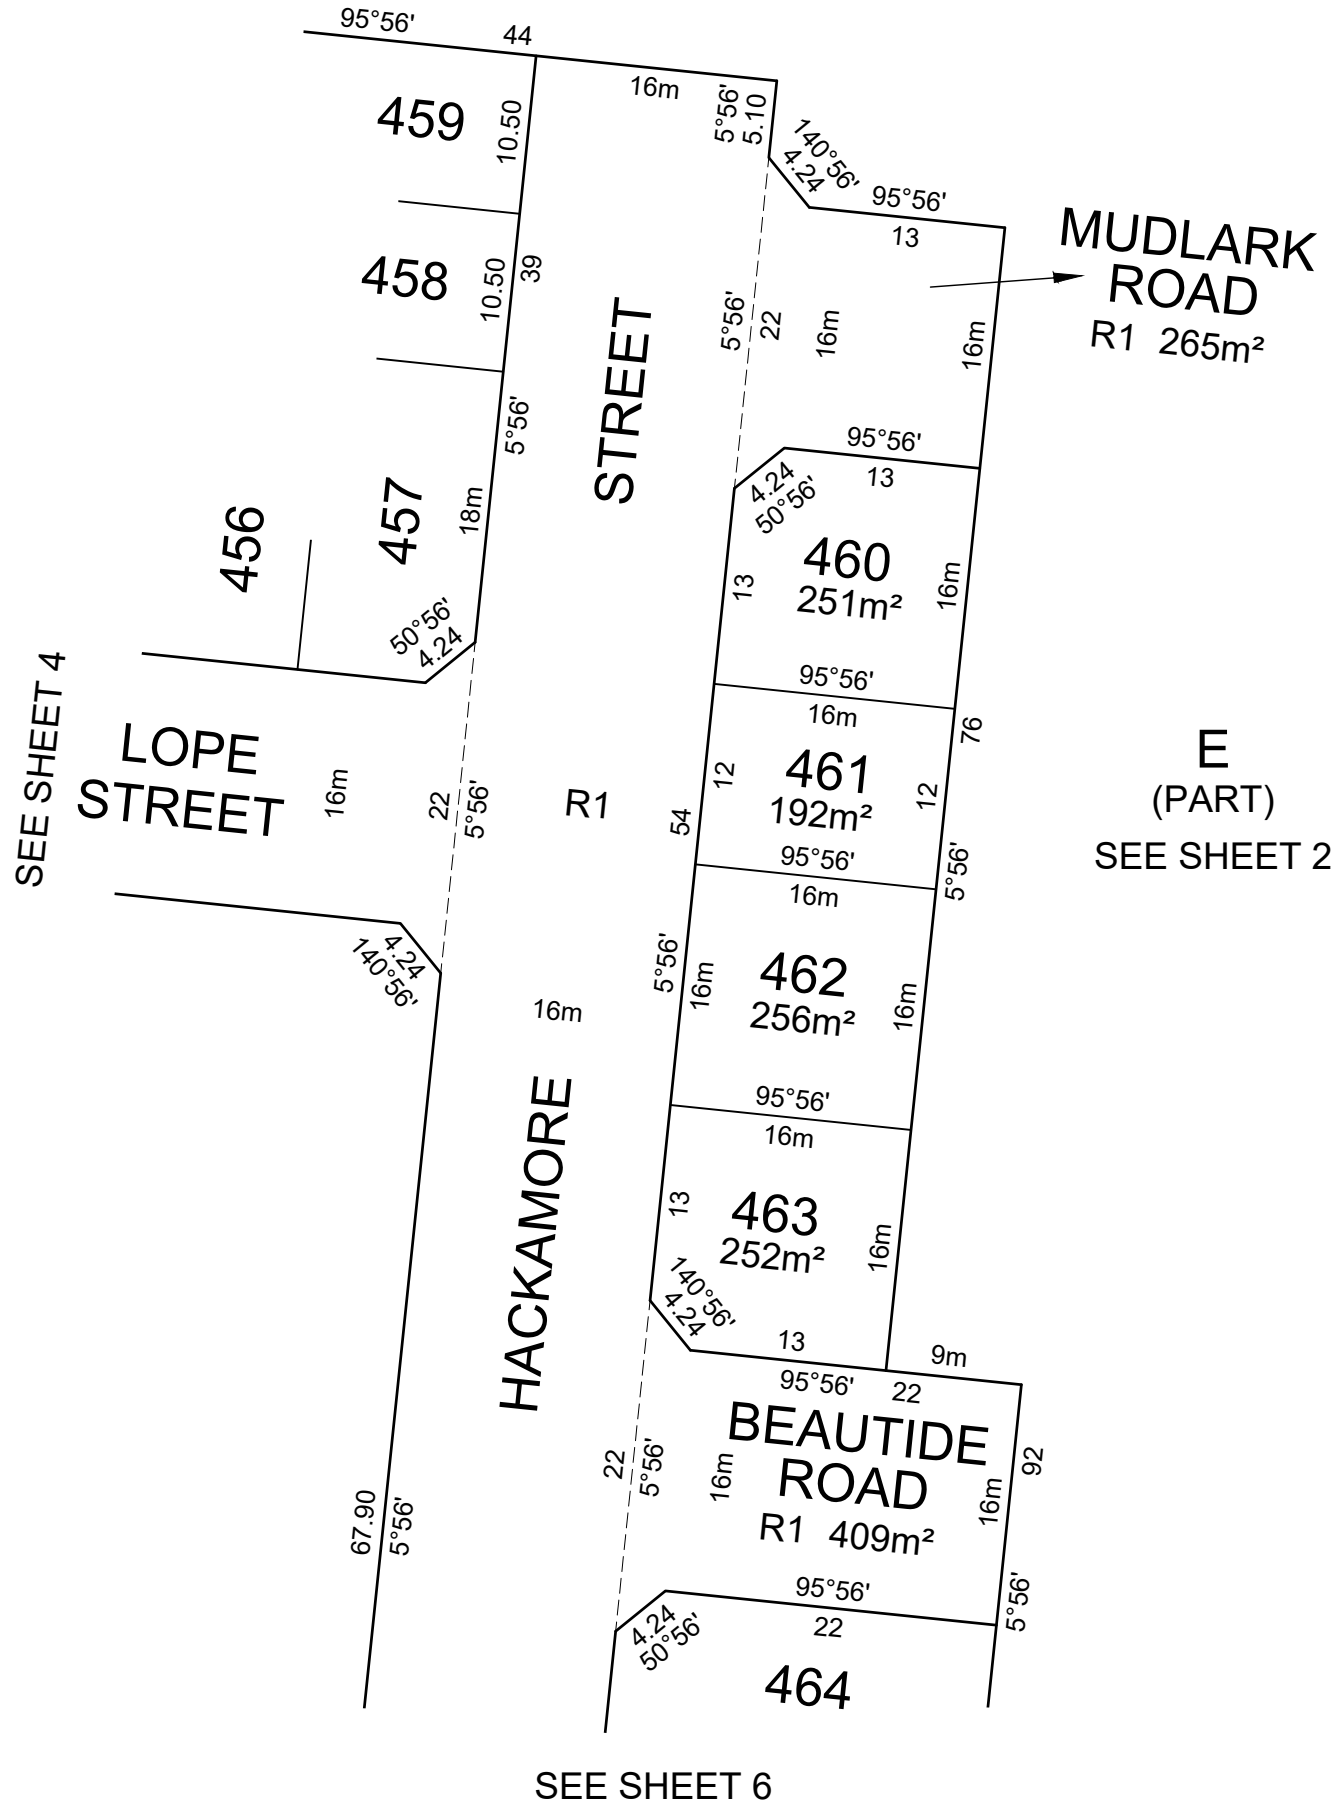 95°56'
44
16m
5°56'
5.10
459
10.50
140°56'
4.24
95°56'
13
MUDLARK
ROAD
R1 265m²
458
10.50
39
5°56'
22
16m
16m
STREET
5°56'
95°56'
13
4.24
50°56'
456
457
18m
460
251m²
13
16m
50°56'
4.24
95°56'
16m
SEE SHEET 4
LOPE
STREET
16m
22
5°56'
R1
54
12
461
192m²
12
76
E
(PART)
SEE SHEET 2
95°56'
16m
5°56'
4.24
140°56'
5°56'
16m
462
256m²
16m
16m
HACKAMORE
95°56'
16m
13
463
252m²
16m
140°56'
4.24
13
9m
95°56'
22
BEAUTIDE
ROAD
R1 409m²
22
5°56'
16m
16m
92
67.90
5°56'
95°56'
22
5°56'
4.24
50°56'
464
SEE SHEET 6